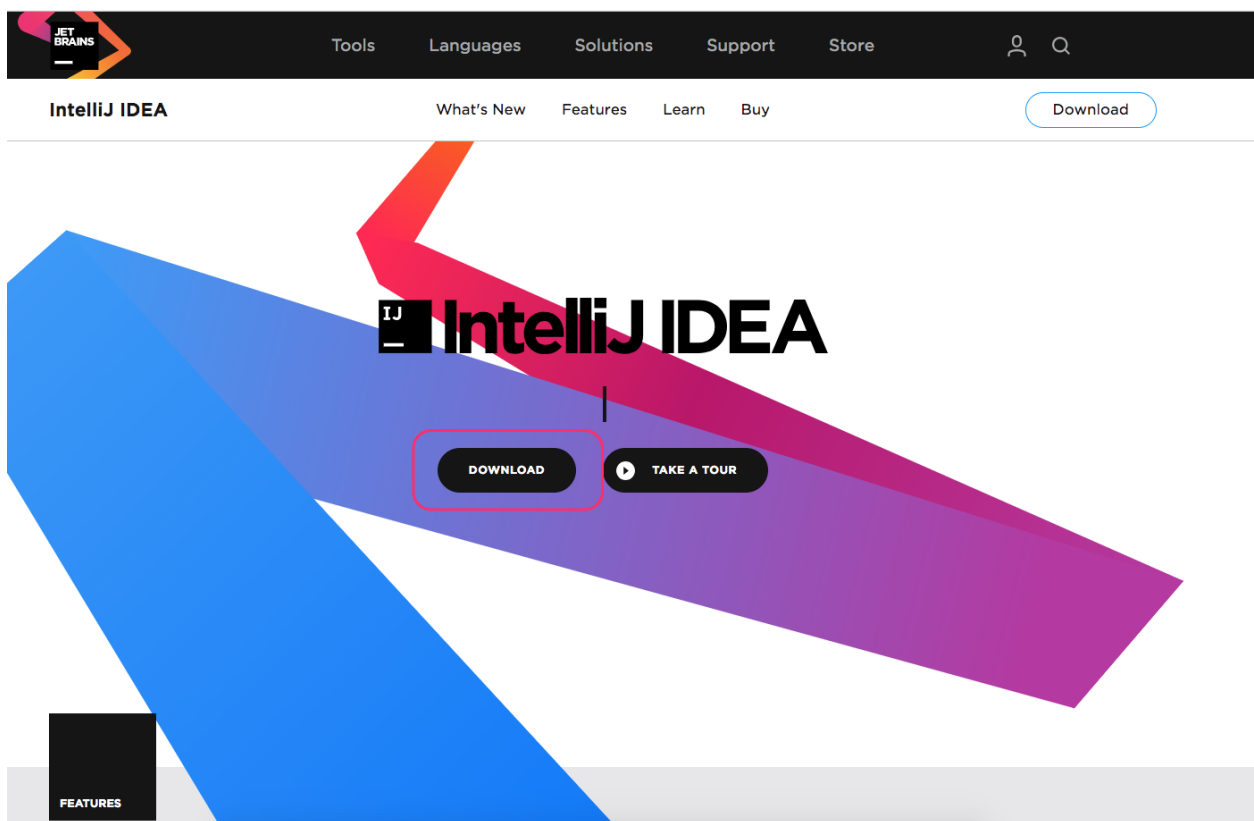 JET
BRAINS
Tools Languages Solutions Support Store
IntelliJ IDEA What's New Features Learn Buy Download
IJ
IntelliJ IDEA
DOWNLOAD TAKE A TOUR
FEATURES